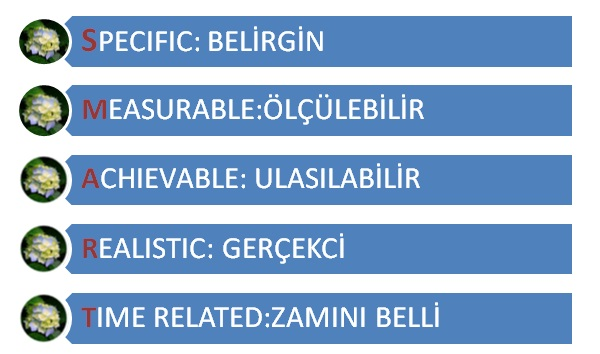 SPECIFIC: BELİRGİN
MEASURABLE:ÖLÇÜLEBİLİR
ACHIEVABLE: ULASILABİLİR
REALISTIC: GERÇEKCİ
TIME RELATED:ZAMINI BELLİ